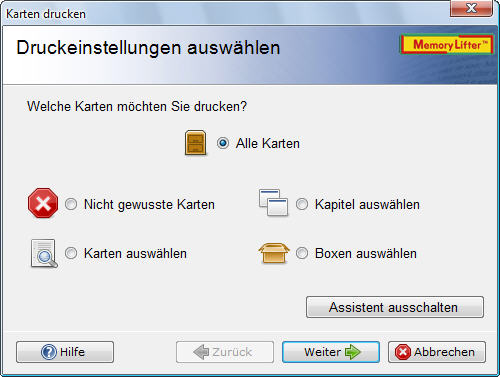 Karten drucken
Druckeinstellungen auswählen
MemoryLifter™
Welche Karten möchten Sie drucken?
Alle Karten
Nicht gewusste Karten
Kapitel auswählen
Karten auswählen
Boxen auswählen
Assistent ausschalten
Hilfe
Zurück
Weiter
Abbrechen